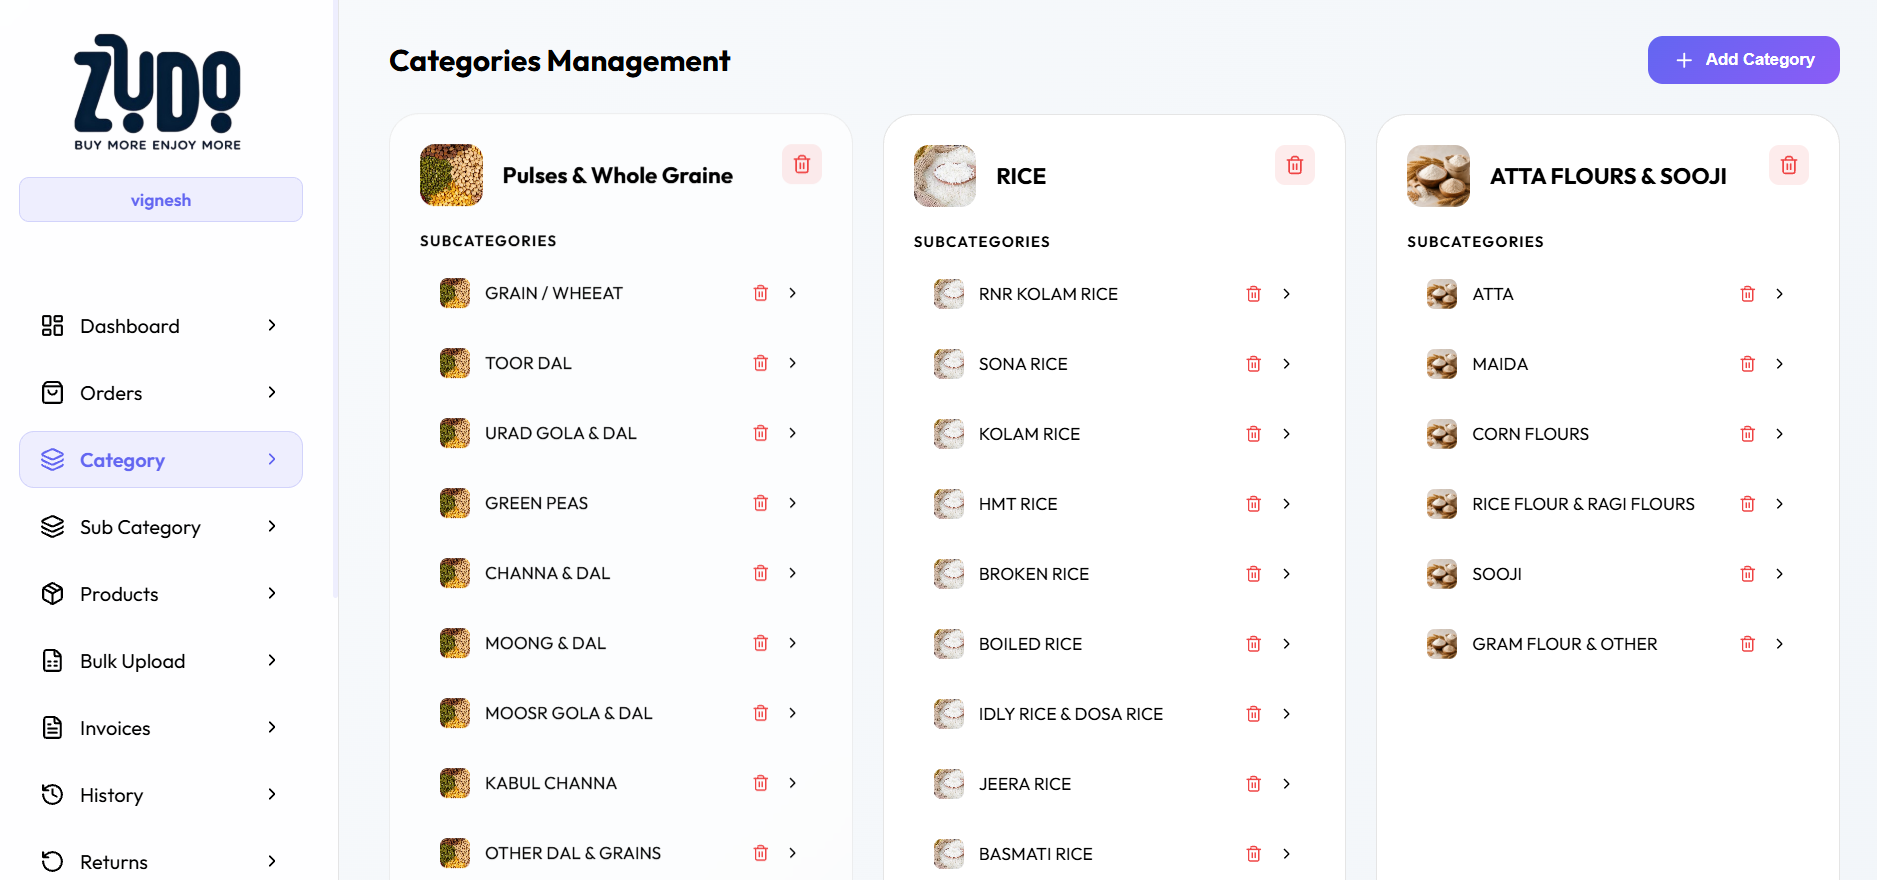 ZUDO
BUY MORE ENJOY MORE
vignesh
Dashboard
Orders
Category
Sub Category
Products
Bulk Upload
Invoices
History
Returns
Categories Management
Add Category
Pulses & Whole Graine
SUBCATEGORIES
GRAIN / WHEEAT
TOOR DAL
URAD GOLA & DAL
GREEN PEAS
CHANNA & DAL
MOONG & DAL
MOOSR GOLA & DAL
KABUL CHANNA
OTHER DAL & GRAINS
RICE
SUBCATEGORIES
RNR KOLAM RICE
SONA RICE
KOLAM RICE
HMT RICE
BROKEN RICE
BOILED RICE
IDLY RICE & DOSA RICE
JEERA RICE
BASMATI RICE
ATTA FLOURS & SOOJI
SUBCATEGORIES
ATTA
MAIDA
CORN FLOURS
RICE FLOUR & RAGI FLOURS
SOOJI
GRAM FLOUR & OTHER